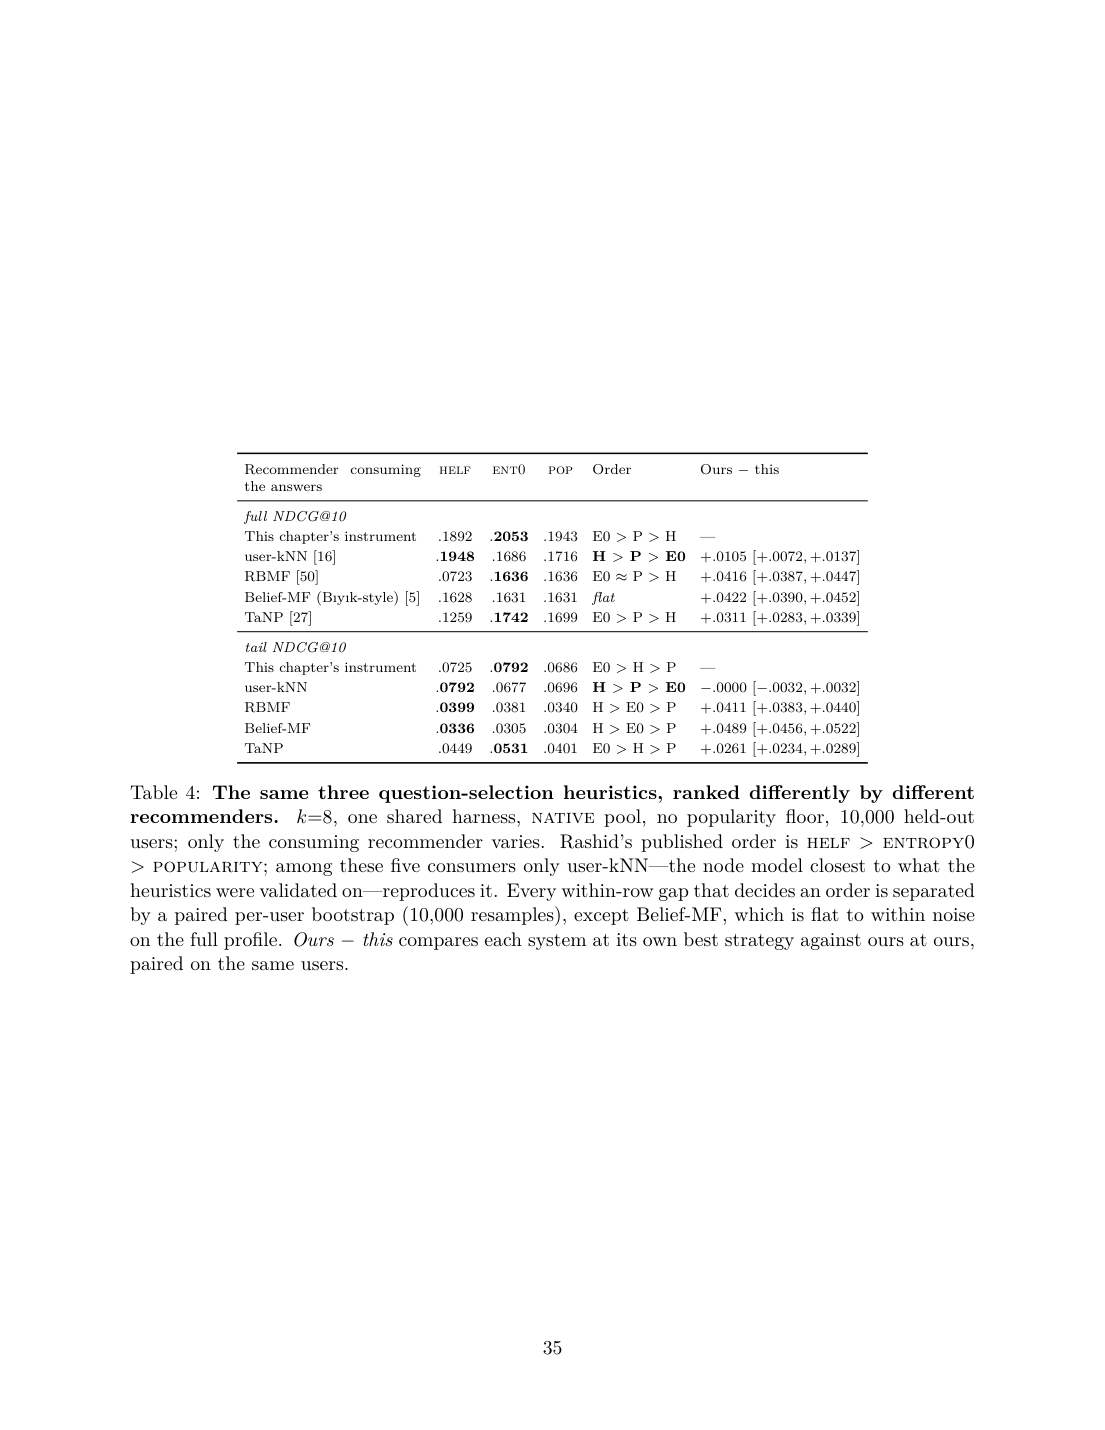 Recommender consuming the answers HELF ENT0 POP Order Ours − this
full NDCG@10
This chapter's instrument .1892 .2053 .1943 E0 > P > H —
user-kNN [16] .1948 .1686 .1716 H > P > E0 +.0105 [+.0072, +.0137]
RBMF [50] .0723 .1636 .1636 E0 ≈ P > H +.0416 [+.0387, +.0447]
Belief-MF (Bıyık-style) [5] .1628 .1631 .1631 flat +.0422 [+.0390, +.0452]
TaNP [27] .1259 .1742 .1699 E0 > P > H +.0311 [+.0283, +.0339]
tail NDCG@10
This chapter's instrument .0725 .0792 .0686 E0 > H > P —
user-kNN .0792 .0677 .0696 H > P > E0 −.0000 [−.0032, +.0032]
RBMF .0399 .0381 .0340 H > E0 > P +.0411 [+.0383, +.0440]
Belief-MF .0336 .0305 .0304 H > E0 > P +.0489 [+.0456, +.0522]
TaNP .0449 .0531 .0401 E0 > H > P +.0261 [+.0234, +.0289]
Table 4: The same three question-selection heuristics, ranked differently by different
recommenders. k=8, one shared harness, NATIVE pool, no popularity floor, 10,000 held-out
users; only the consuming recommender varies. Rashid's published order is HELF > ENTROPY0
> POPULARITY; among these five consumers only user-kNN—the node model closest to what the
heuristics were validated on—reproduces it. Every within-row gap that decides an order is separated
by a paired per-user bootstrap (10,000 resamples), except Belief-MF, which is flat to within noise
on the full profile. Ours − this compares each system at its own best strategy against ours at ours,
paired on the same users.
35